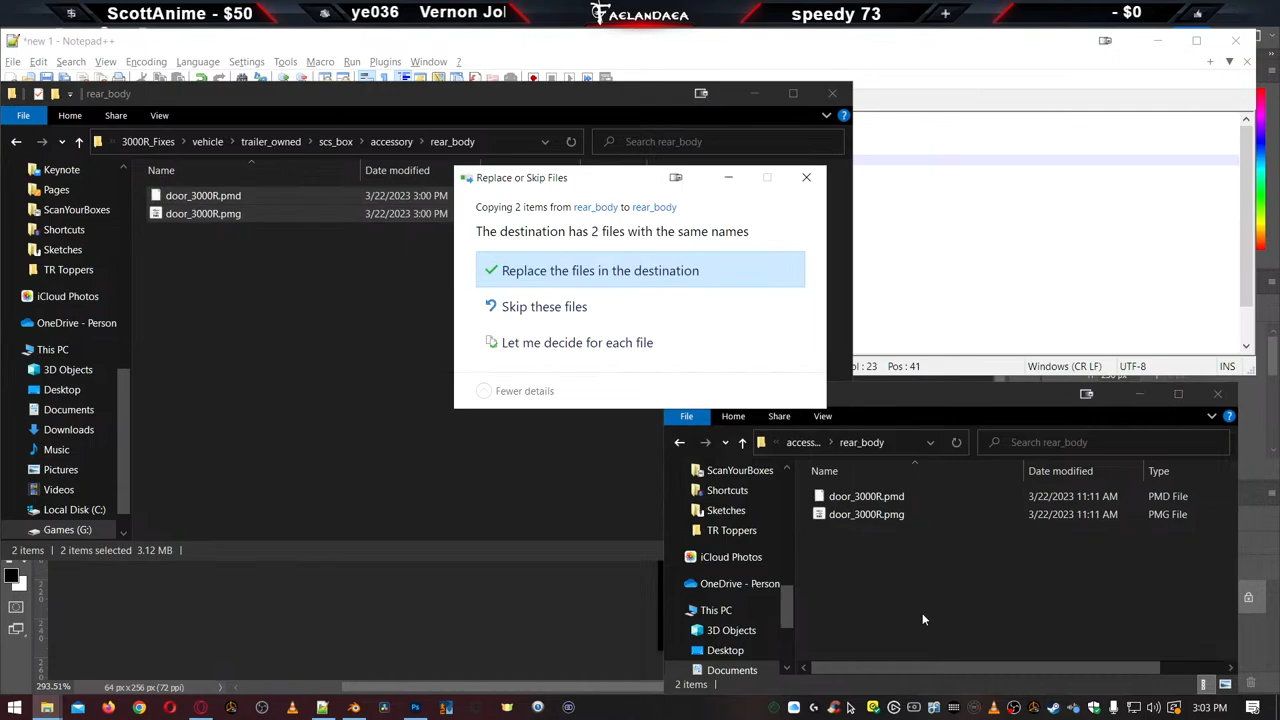 ScottAnime - $50
ye036 Vernon Jo
FAELANDAEA
speedy 73
- $0
*new 1 - Notepad++
File Edit Search View Encoding Language Settings Tools Macro Run Plugins Window ?
rear_body
File Home Share View
3000R_Fixes > vehicle > trailer_owned > scs_box > accessory > rear_body
Search rear_body
Keynote
Pages
ScanYourBoxes
Shortcuts
Sketches
TR Toppers
iCloud Photos
OneDrive - Person
This PC
3D Objects
Desktop
Documents
Downloads
Music
Pictures
Videos
Local Disk (C:)
Games (G:)
Name Date modified
door_3000R.pmd 3/22/2023 3:00 PM
door_3000R.pmg 3/22/2023 3:00 PM
2 items 2 items selected 3.12 MB
Replace or Skip Files
Copying 2 items from rear_body to rear_body
The destination has 2 files with the same names
Replace the files in the destination
Skip these files
Let me decide for each file
Fewer details
ol : 23 Pos : 41 Windows (CR LF) UTF-8 INS
File Home Share View
access... > rear_body
Search rear_body
ScanYourBoxes
Shortcuts
Sketches
TR Toppers
iCloud Photos
OneDrive - Person
This PC
3D Objects
Desktop
Documents
Name Date modified Type
door_3000R.pmd 3/22/2023 11:11 AM PMD File
door_3000R.pmg 3/22/2023 11:11 AM PMG File
2 items
293.51% 64 px x 256 px (72 ppi)
3:03 PM